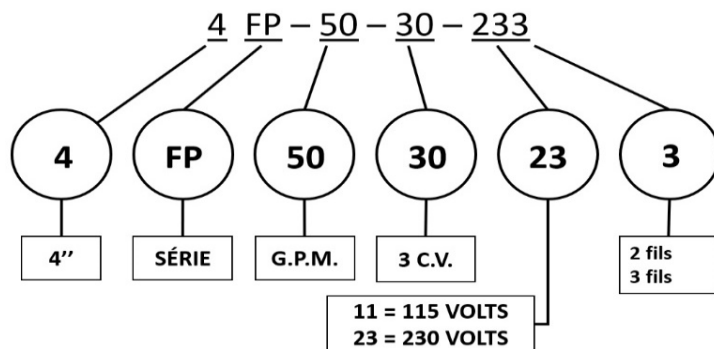 4 FP – 50 – 30 – 233
4 FP 50 30 23 3
4’’ SÉRIE G.P.M. 3 C.V.
2 fils
3 fils
11 = 115 VOLTS
23 = 230 VOLTS